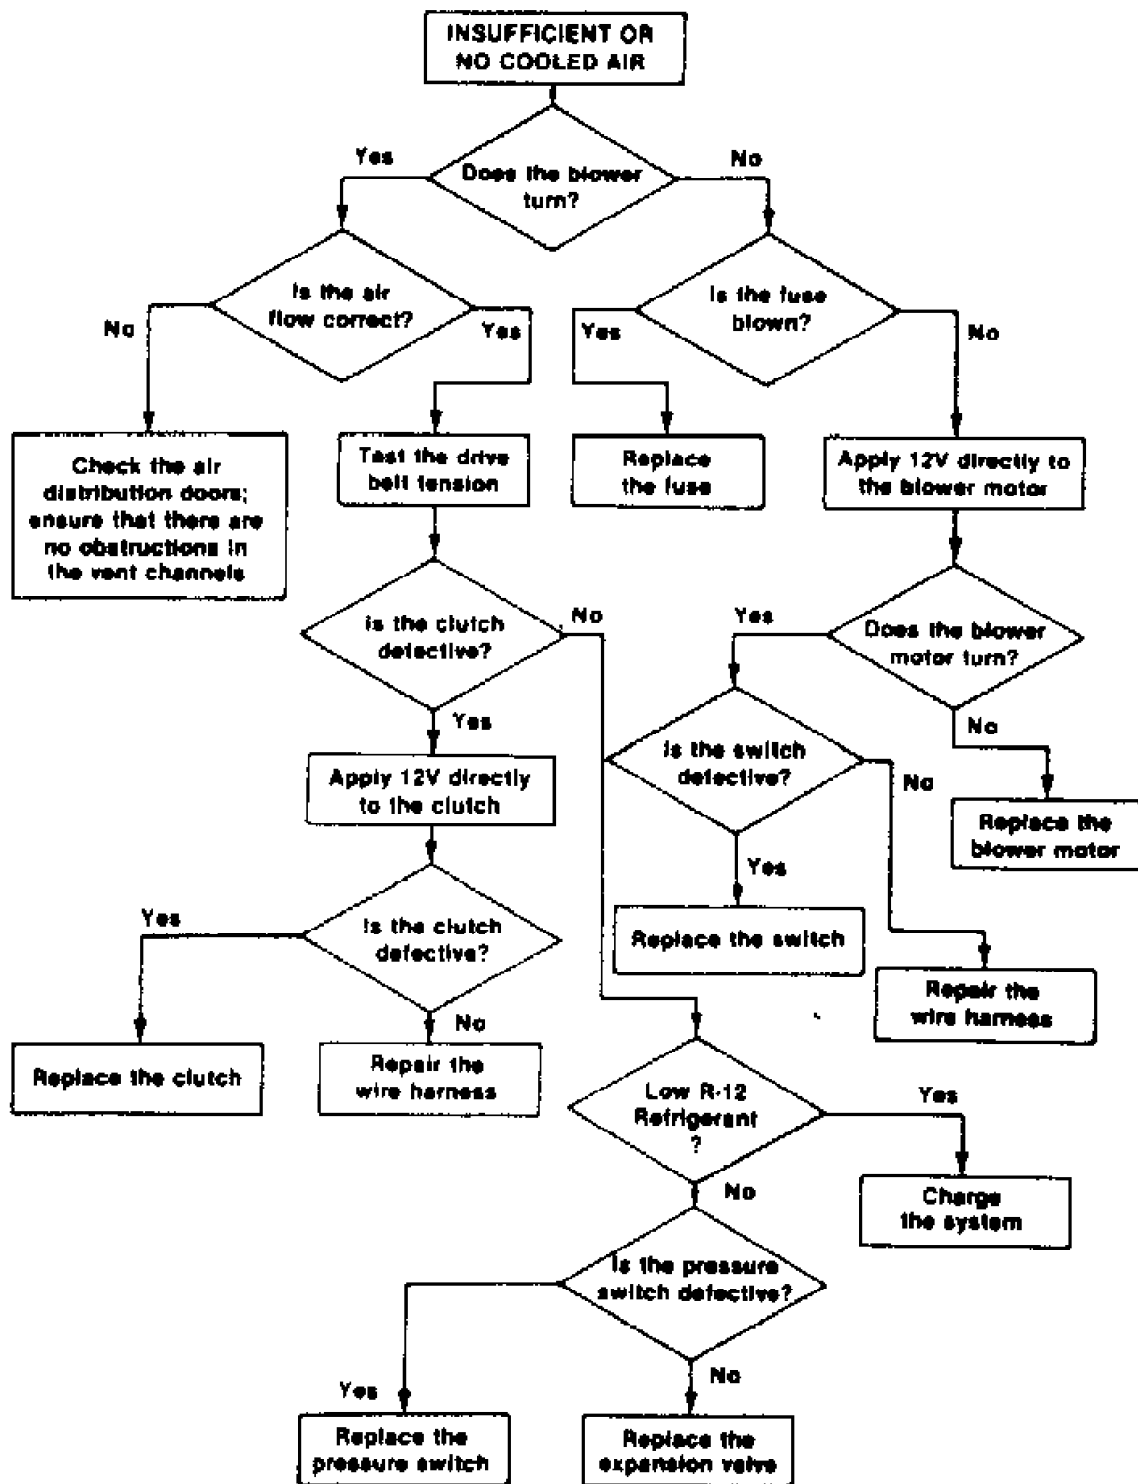 INSUFFICIENT OR
NO COOLED AIR
Yes
No
Does the blower
turn?
Is the air
flow correct?
Is the fuse
blown?
No
Yes
Yes
No
Check the air
distribution doors;
ensure that there are
no obstructions in
the vent channels
Test the drive
belt tension
Replace
the fuse
Apply 12V directly to
the blower motor
Is the clutch
defective?
No
Yes
Does the blower
motor turn?
Yes
No
Is the switch
defective?
No
Apply 12V directly
to the clutch
Replace the
blower motor
Yes
Yes
Is the clutch
defective?
Replace the switch
No
Repair the
wire harness
Replace the clutch
Repair the
wire harness
Low R-12
Refrigerant
?
Yes
No
Charge
the system
Is the pressure
switch defective?
Yes
No
Replace the
pressure switch
Replace the
expansion valve